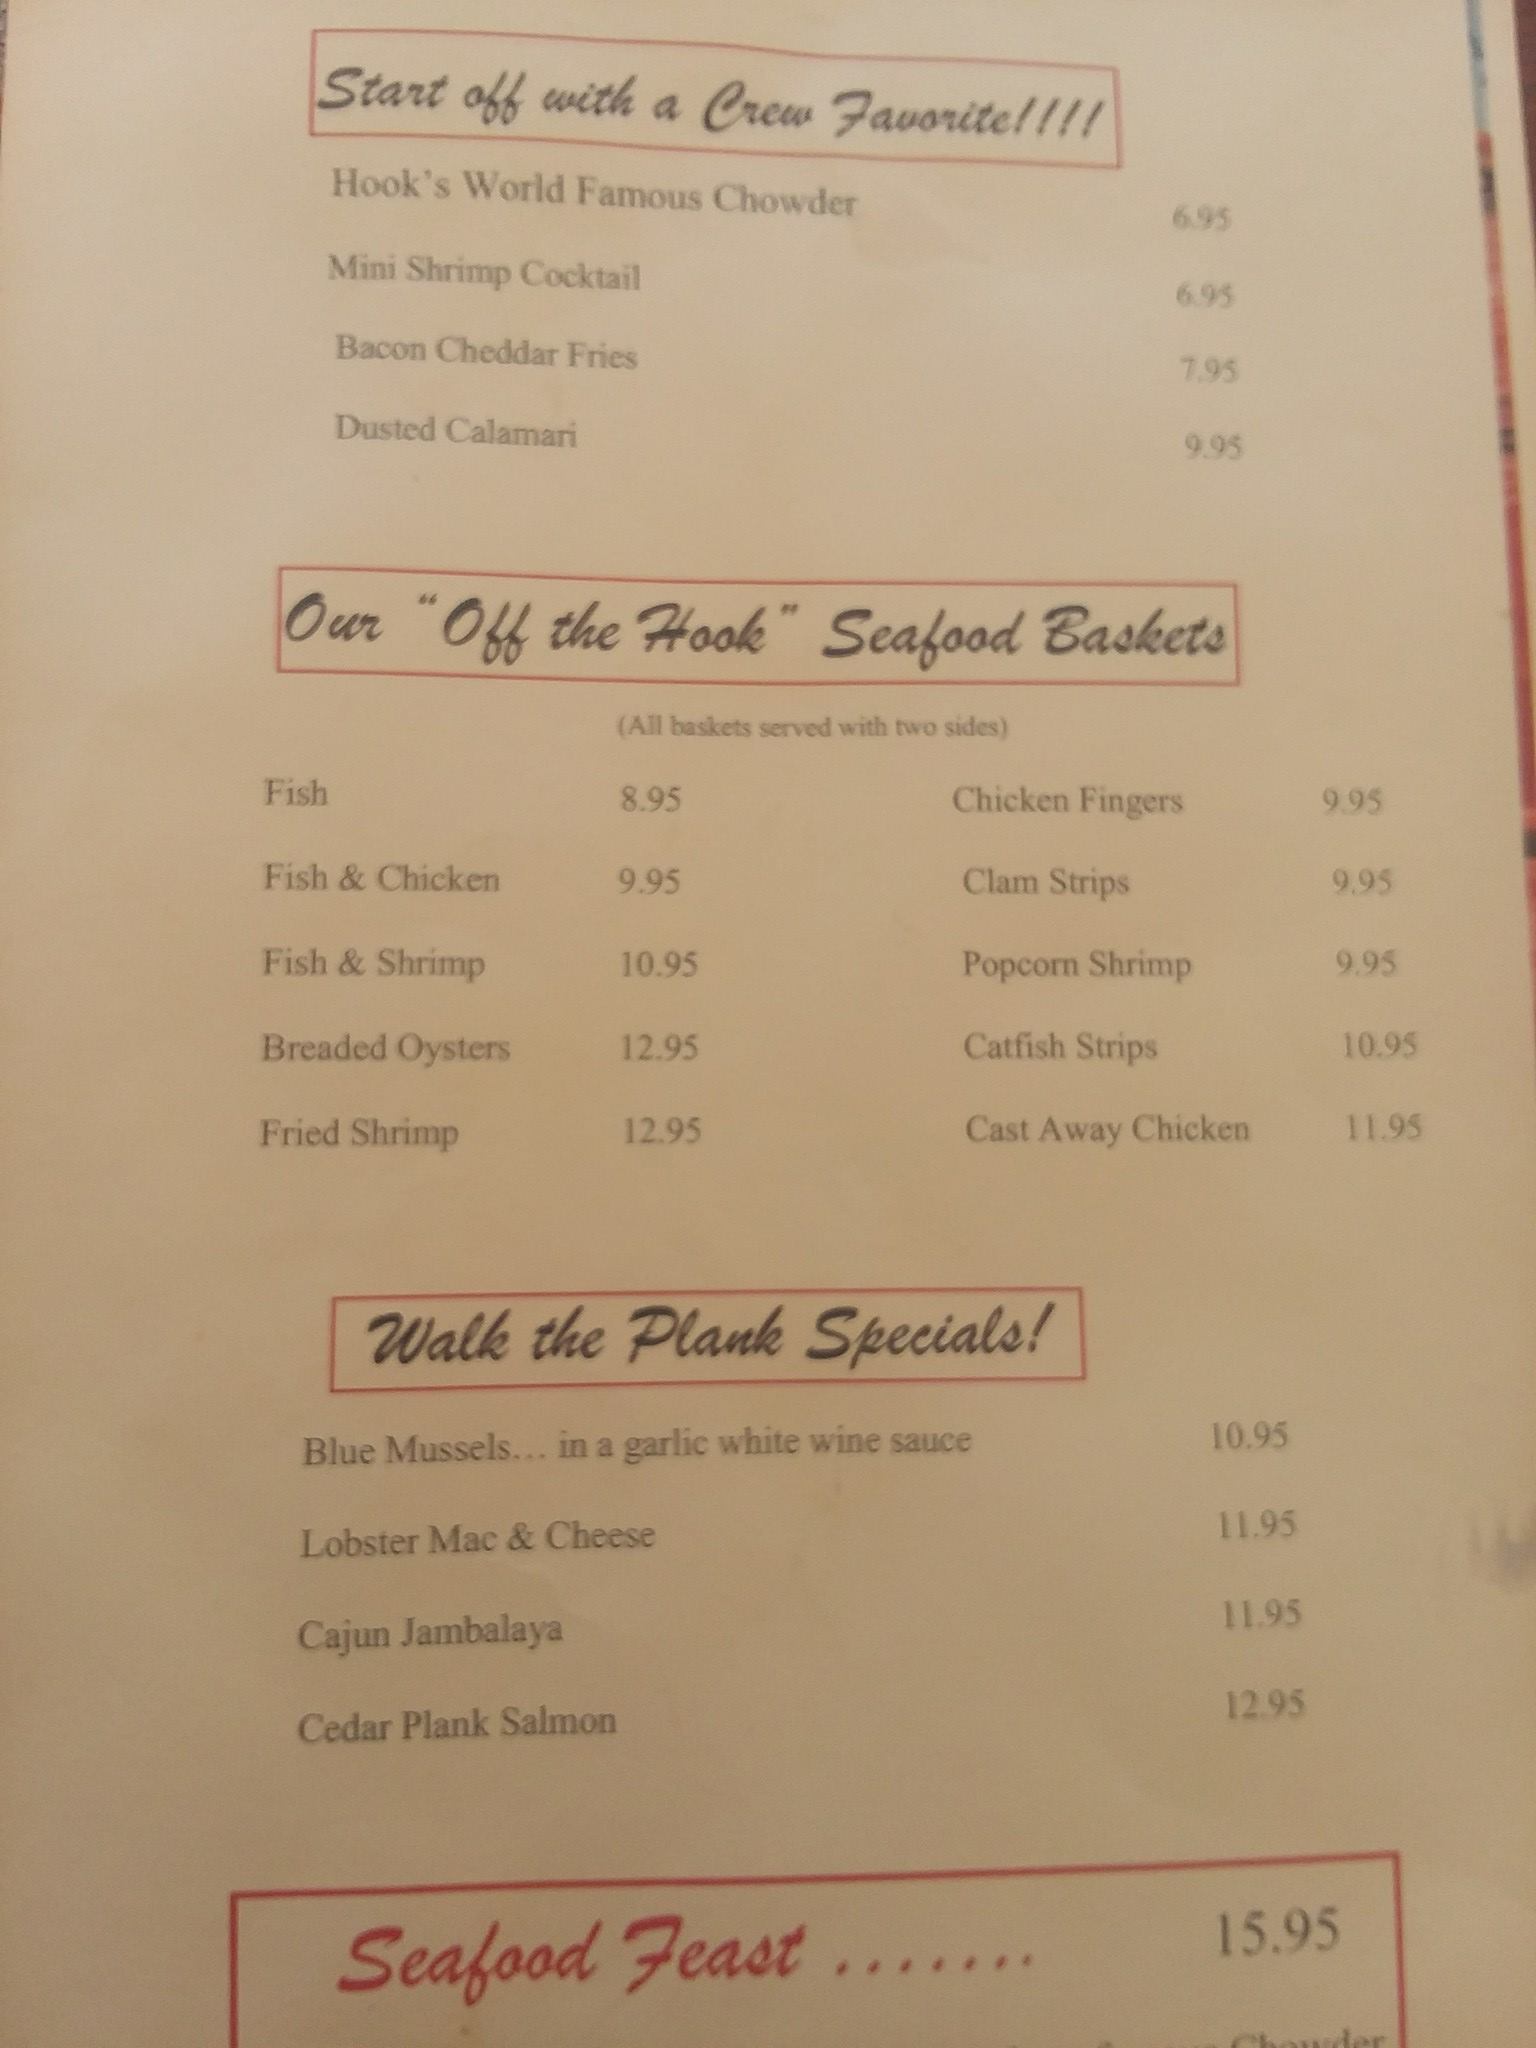 Start off with a Crew Favorite!!!!
Hook's World Famous Chowder 6.95
Mini Shrimp Cocktail 6.95
Bacon Cheddar Fries 7.95
Dusted Calamari 9.95
Our “Off the Hook” Seafood Baskets
(All baskets served with two sides)
Fish 8.95 Chicken Fingers 9.95
Fish & Chicken 9.95 Clam Strips 9.95
Fish & Shrimp 10.95 Popcorn Shrimp 9.95
Breaded Oysters 12.95 Catfish Strips 10.95
Fried Shrimp 12.95 Cast Away Chicken 11.95
Walk the Plank Specials!
Blue Mussels... in a garlic white wine sauce 10.95
Lobster Mac & Cheese 11.95
Cajun Jambalaya 11.95
Cedar Plank Salmon 12.95
Seafood Feast ....... 15.95
Chowder